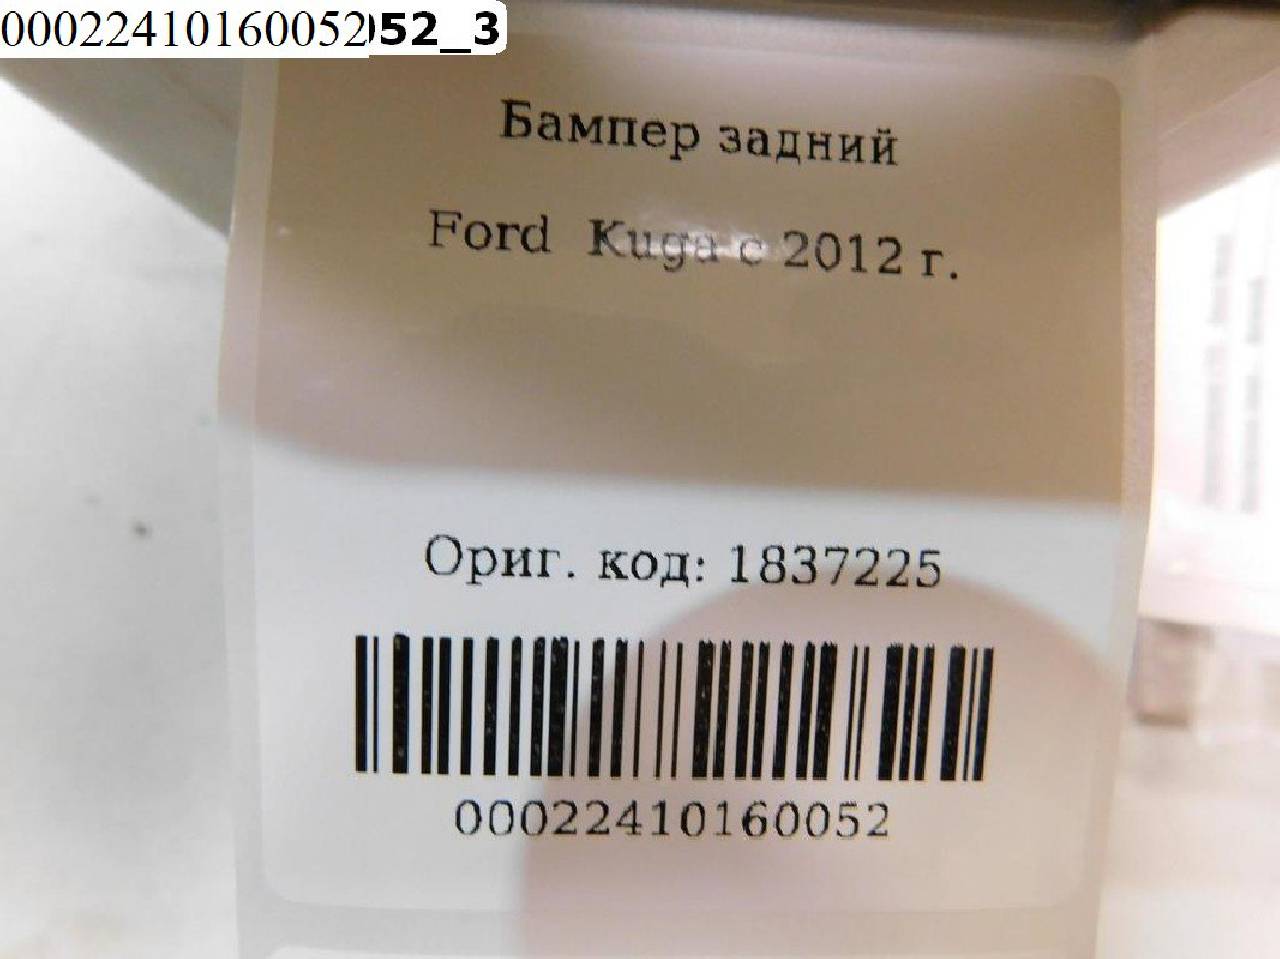 00022410160052052_3
Бампер задний
Ford Kuga с 2012 г.
Ориг. код: 1837225
00022410160052